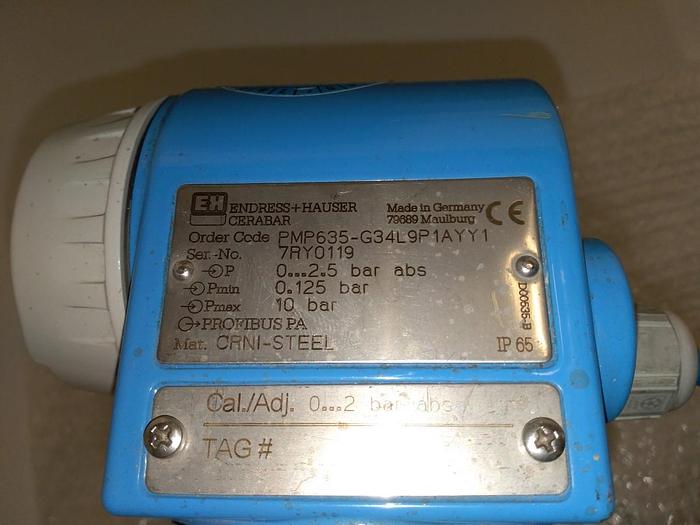 EH ENDRESS+HAUSER
CERABAR
Made in Germany
79689 Maulburg CE
Order Code PMP635-G34L9P1AYY1
Ser.-No. 7RY0119
P 0...2.5 bar abs
Pmin 0.125 bar
Pmax 10 bar
PROFIBUS PA
Mat. CRNI-STEEL
IP 65
D00635-B
Cal./Adj. 0...2 bar abs
TAG #